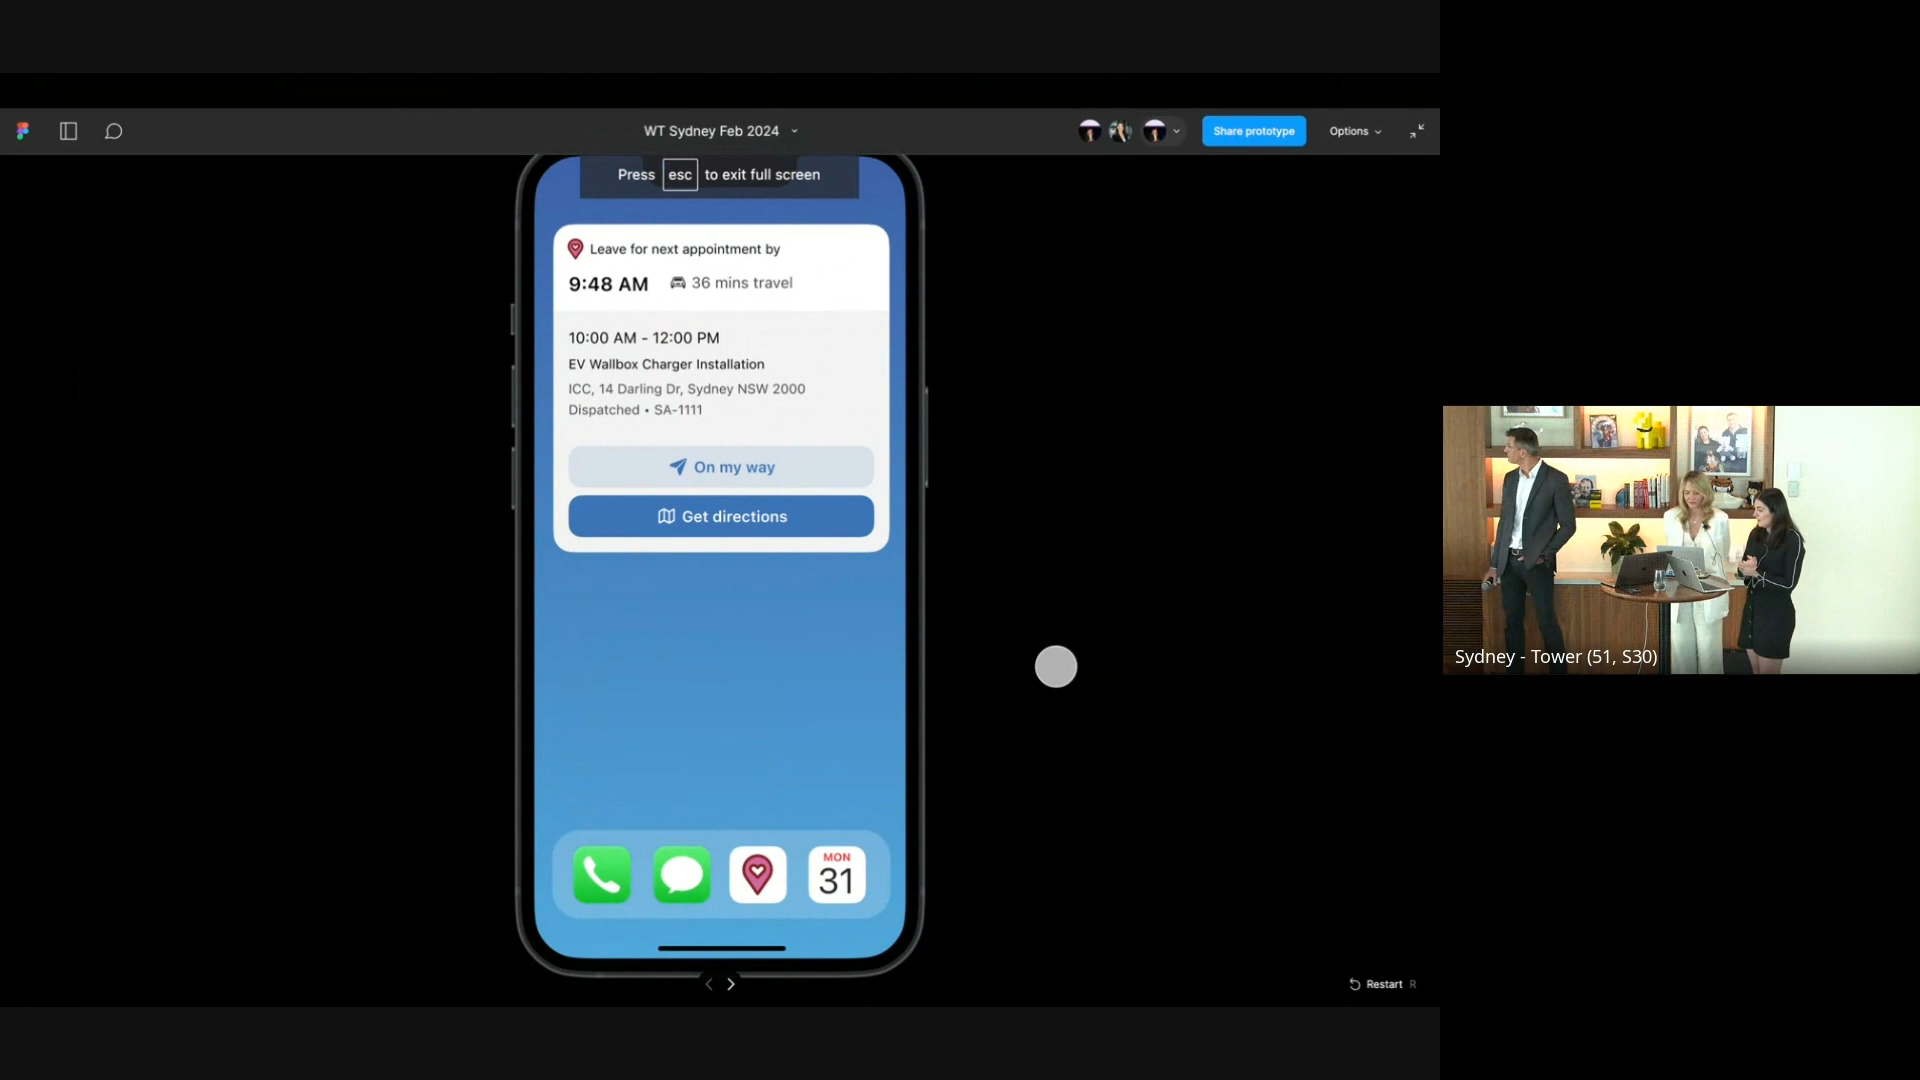 WT Sydney Feb 2024
Share prototype
Options
Press esc to exit full screen
Leave for next appointment by
9:48 AM 36 mins travel
10:00 AM - 12:00 PM
EV Wallbox Charger Installation
ICC, 14 Darling Dr, Sydney NSW 2000
Dispatched • SA-1111
On my way
Get directions
MON
31
Restart R
Sydney - Tower (51, S30)